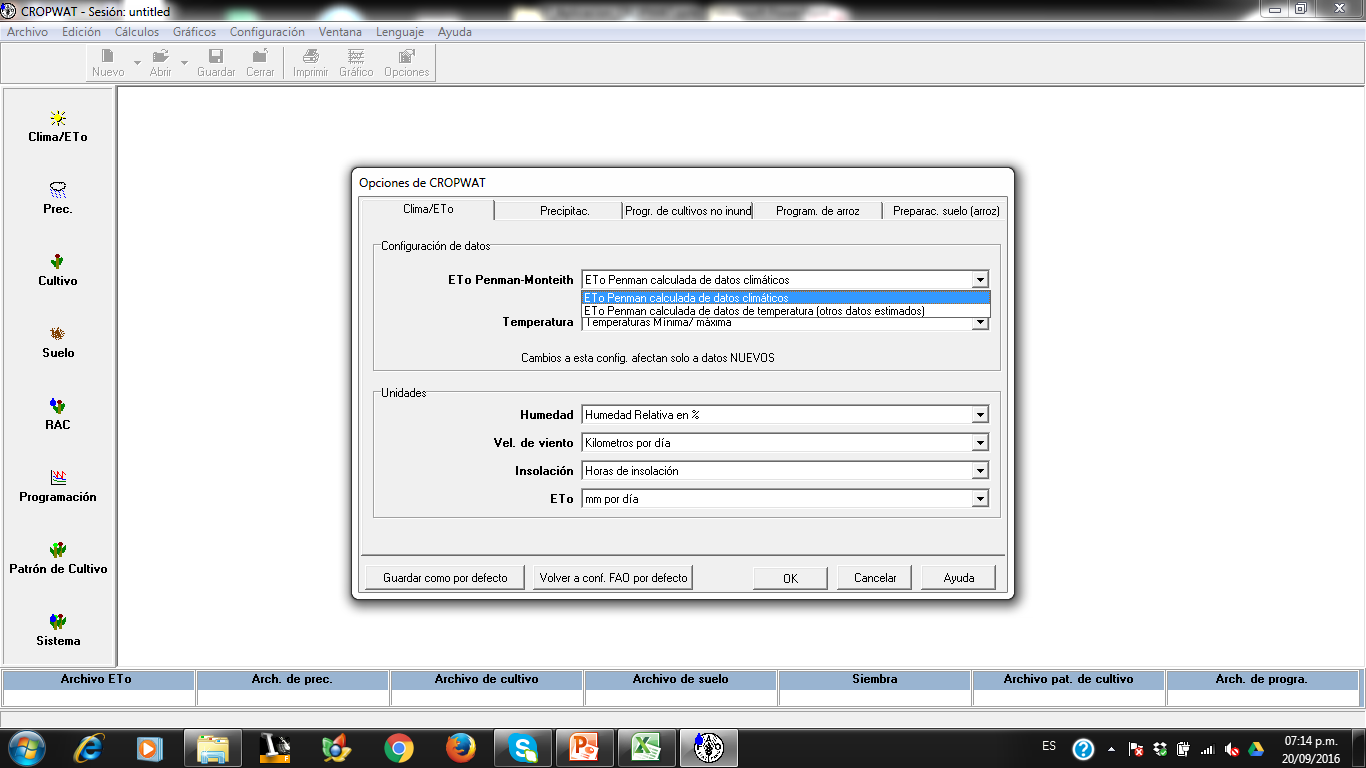 CROPWAT - Sesión: untitled
Archivo Edición Cálculos Gráficos Configuración Ventana Lenguaje Ayuda
Nuevo Abrir Guardar Cerrar Imprimir Gráfico Opciones
Clima/ETo
Prec.
Cultivo
Suelo
RAC
Programación
Patrón de Cultivo
Sistema
Opciones de CROPWAT
Clima/ETo Precipitac. Progr. de cultivos no inund Program. de arroz Preparac. suelo (arroz)
Configuración de datos
ETo Penman-Monteith ETo Penman calculada de datos climáticos
ETo Penman calculada de datos climáticos
ETo Penman calculada de datos de temperatura (otros datos estimados)
Temperatura Temperaturas Mínima/ máxima
Cambios a esta config. afectan solo a datos NUEVOS
Unidades
Humedad Humedad Relativa en %
Vel. de viento Kilometros por día
Insolación Horas de insolación
ETo mm por día
Guardar como por defecto Volver a conf. FAO por defecto OK Cancelar Ayuda
Archivo ETo Arch. de prec. Archivo de cultivo Archivo de suelo Siembra Archivo pat. de cultivo Arch. de progra.
ES 07:14 p.m.
20/09/2016